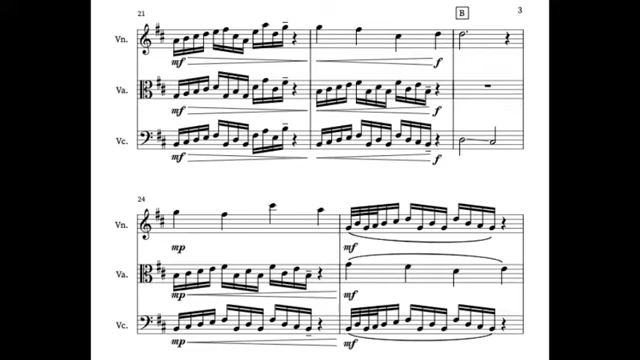 B 3
21
Vn. mf f
Va. mf f
Vc. mf f
24
Vn. mp mf
Va. mp mf
Vc. mp mf